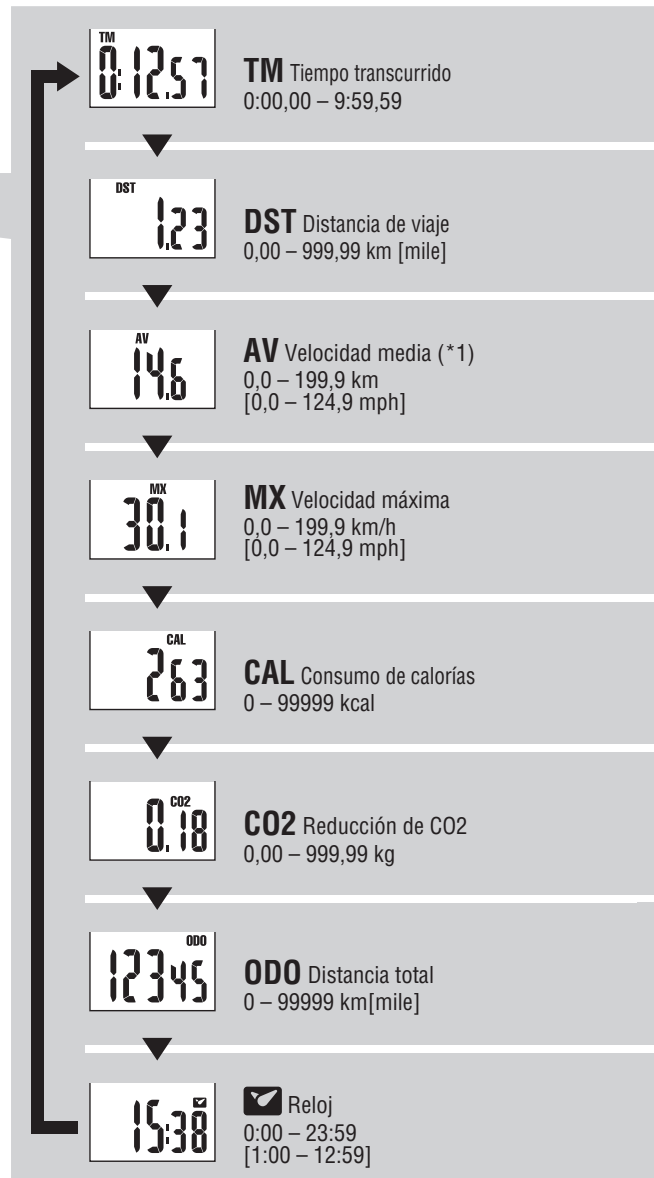 TM
0:12.57
TM Tiempo transcurrido
0:00,00 – 9:59,59
DST
1.23
DST Distancia de viaje
0,00 – 999,99 km [mile]
AV
14.6
AV Velocidad media (*1)
0,0 – 199,9 km
[0,0 – 124,9 mph]
MX
30.1
MX Velocidad máxima
0,0 – 199,9 km/h
[0,0 – 124,9 mph]
CAL
263
CAL Consumo de calorías
0 – 99999 kcal
CO2
0.18
CO2 Reducción de CO2
0,00 – 999,99 kg
ODO
12345
ODO Distancia total
0 – 99999 km[mile]
15:38
Reloj
0:00 – 23:59
[1:00 – 12:59]